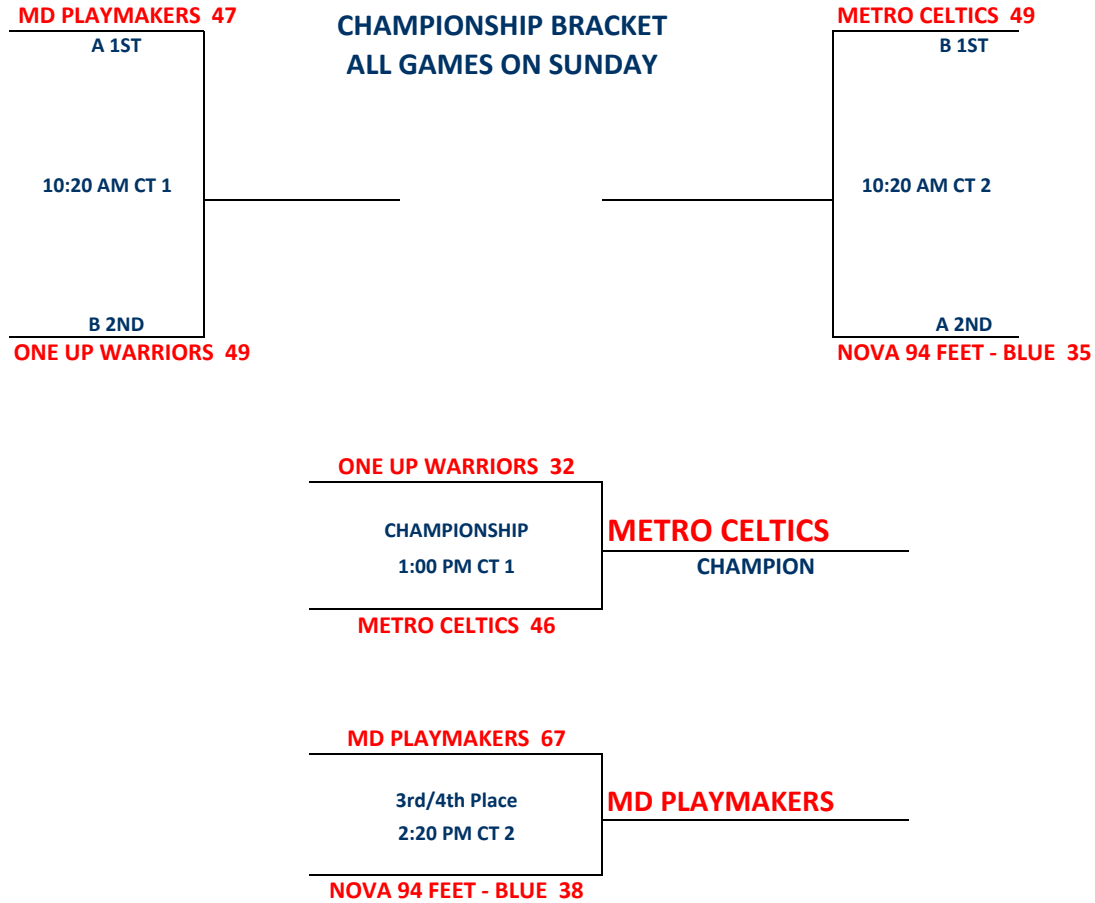 MD PLAYMAKERS 47
A 1ST
CHAMPIONSHIP BRACKET
ALL GAMES ON SUNDAY
METRO CELTICS 49
B 1ST
10:20 AM CT 1
10:20 AM CT 2
B 2ND
ONE UP WARRIORS 49
A 2ND
NOVA 94 FEET - BLUE 35
ONE UP WARRIORS 32
CHAMPIONSHIP
1:00 PM CT 1
METRO CELTICS
CHAMPION
METRO CELTICS 46
MD PLAYMAKERS 67
3rd/4th Place
2:20 PM CT 2
MD PLAYMAKERS
NOVA 94 FEET - BLUE 38